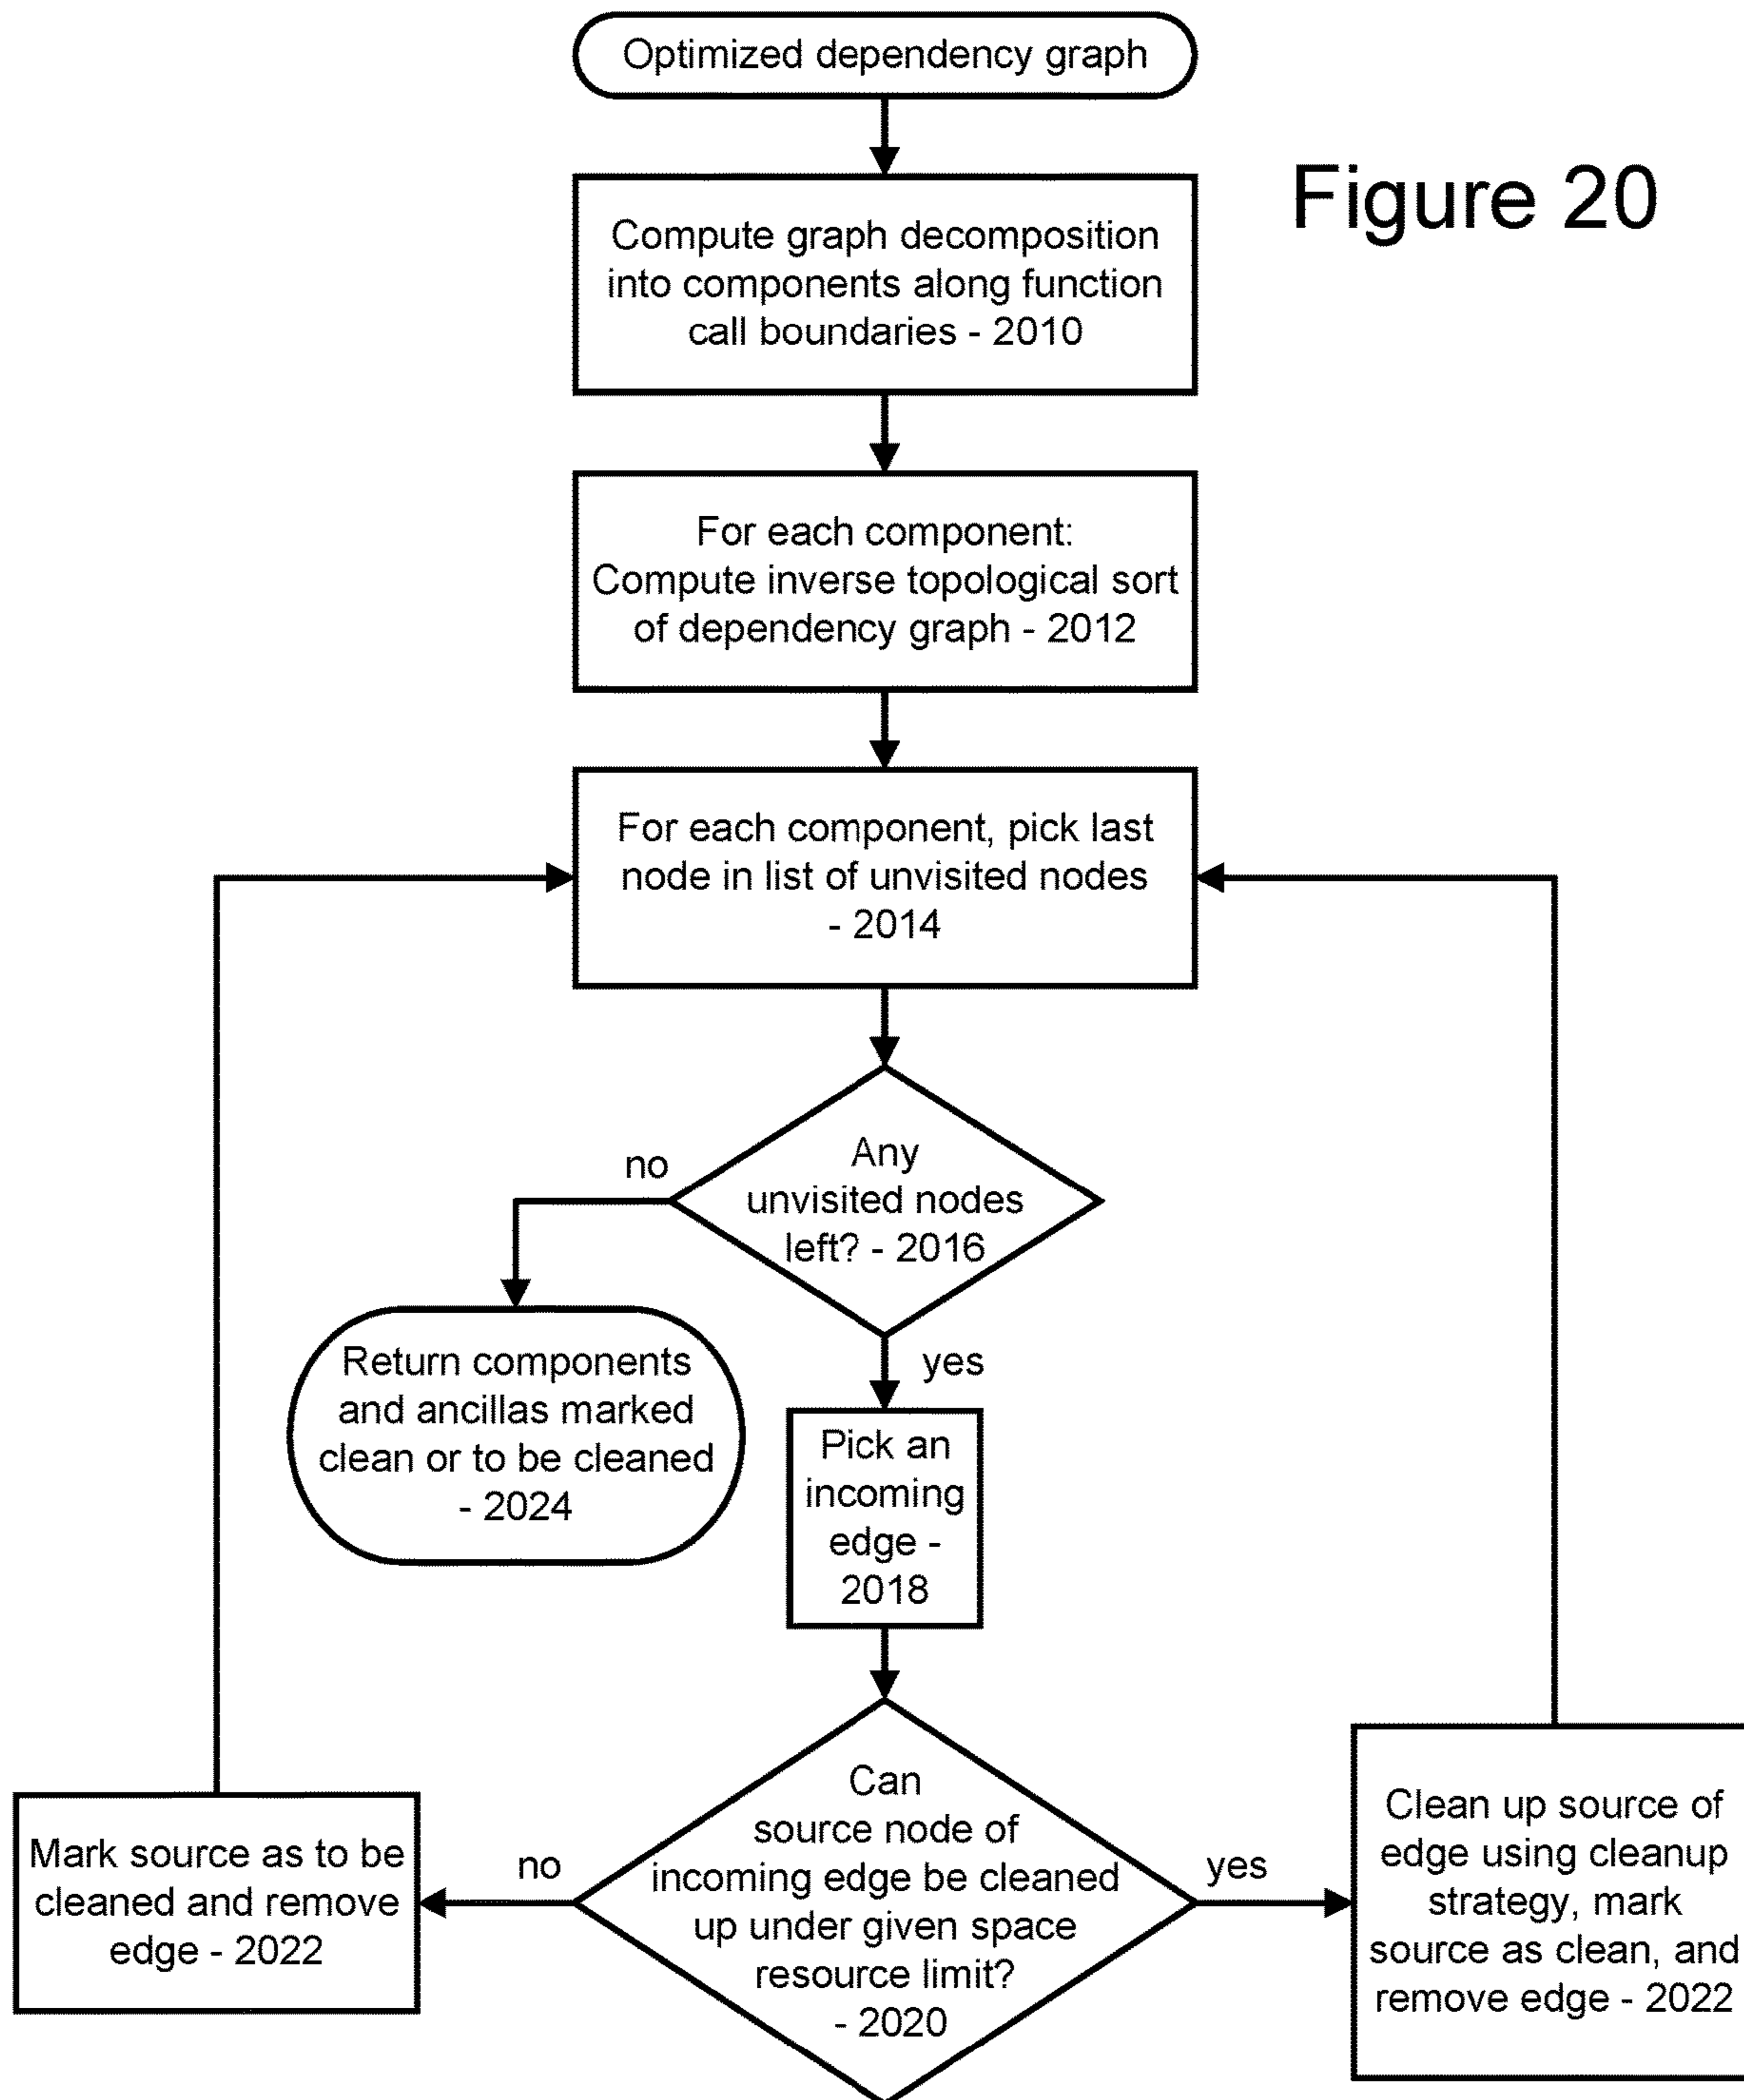 Optimized dependency graph
Figure 20
Compute graph decomposition
into components along function
call boundaries - 2010
For each component:
Compute inverse topological sort
of dependency graph - 2012
For each component, pick last
node in list of unvisited nodes
- 2014
no
Any
unvisited nodes
left? - 2016
Return components
and ancillas marked
clean or to be cleaned
- 2024
yes
Pick an
incoming
edge -
2018
Mark source as to be
cleaned and remove
edge - 2022
no
Can
source node of
incoming edge be cleaned
up under given space
resource limit?
- 2020
yes
Clean up source of
edge using cleanup
strategy, mark
source as clean, and
remove edge - 2022